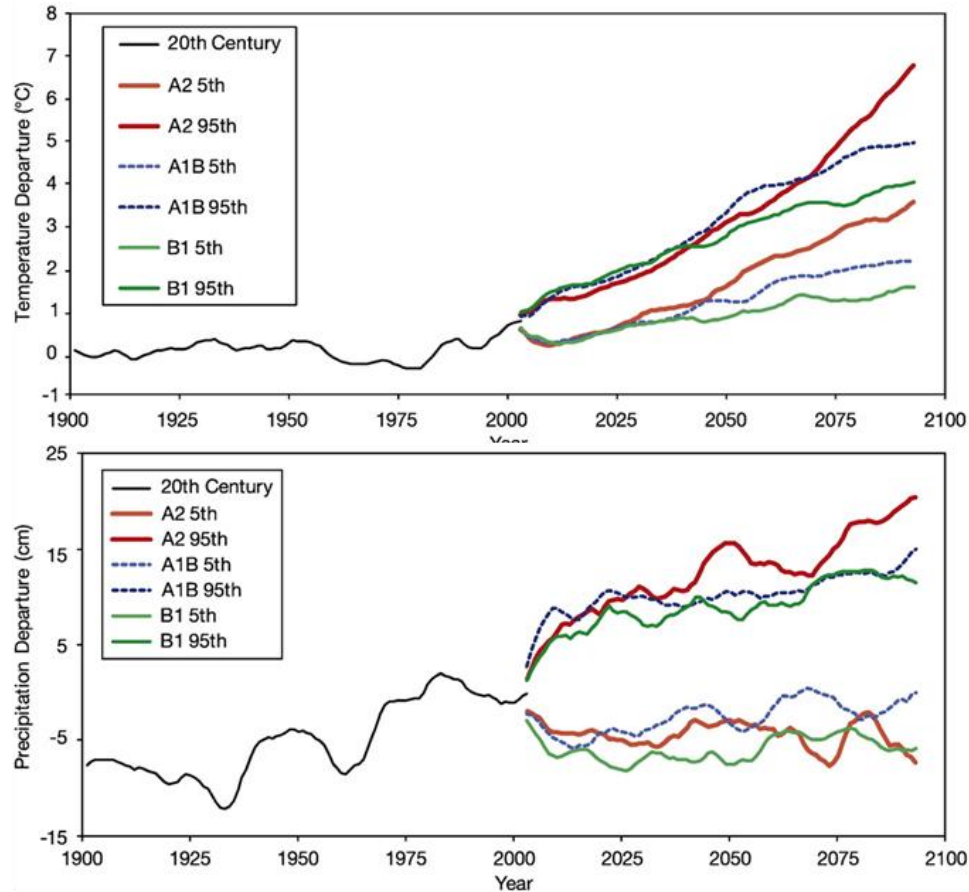 8
7
6
5
4
3
2
1
0
-1
Temperature Departure (°C)
20th Century
A2 5th
A2 95th
A1B 5th
A1B 95th
B1 5th
B1 95th
1900 1925 1950 1975 2000 2025 2050 2075 2100
Year
25
15
5
-5
-15
Precipitation Departure (cm)
20th Century
A2 5th
A2 95th
A1B 5th
A1B 95th
B1 5th
B1 95th
1900 1925 1950 1975 2000 2025 2050 2075 2100
Year